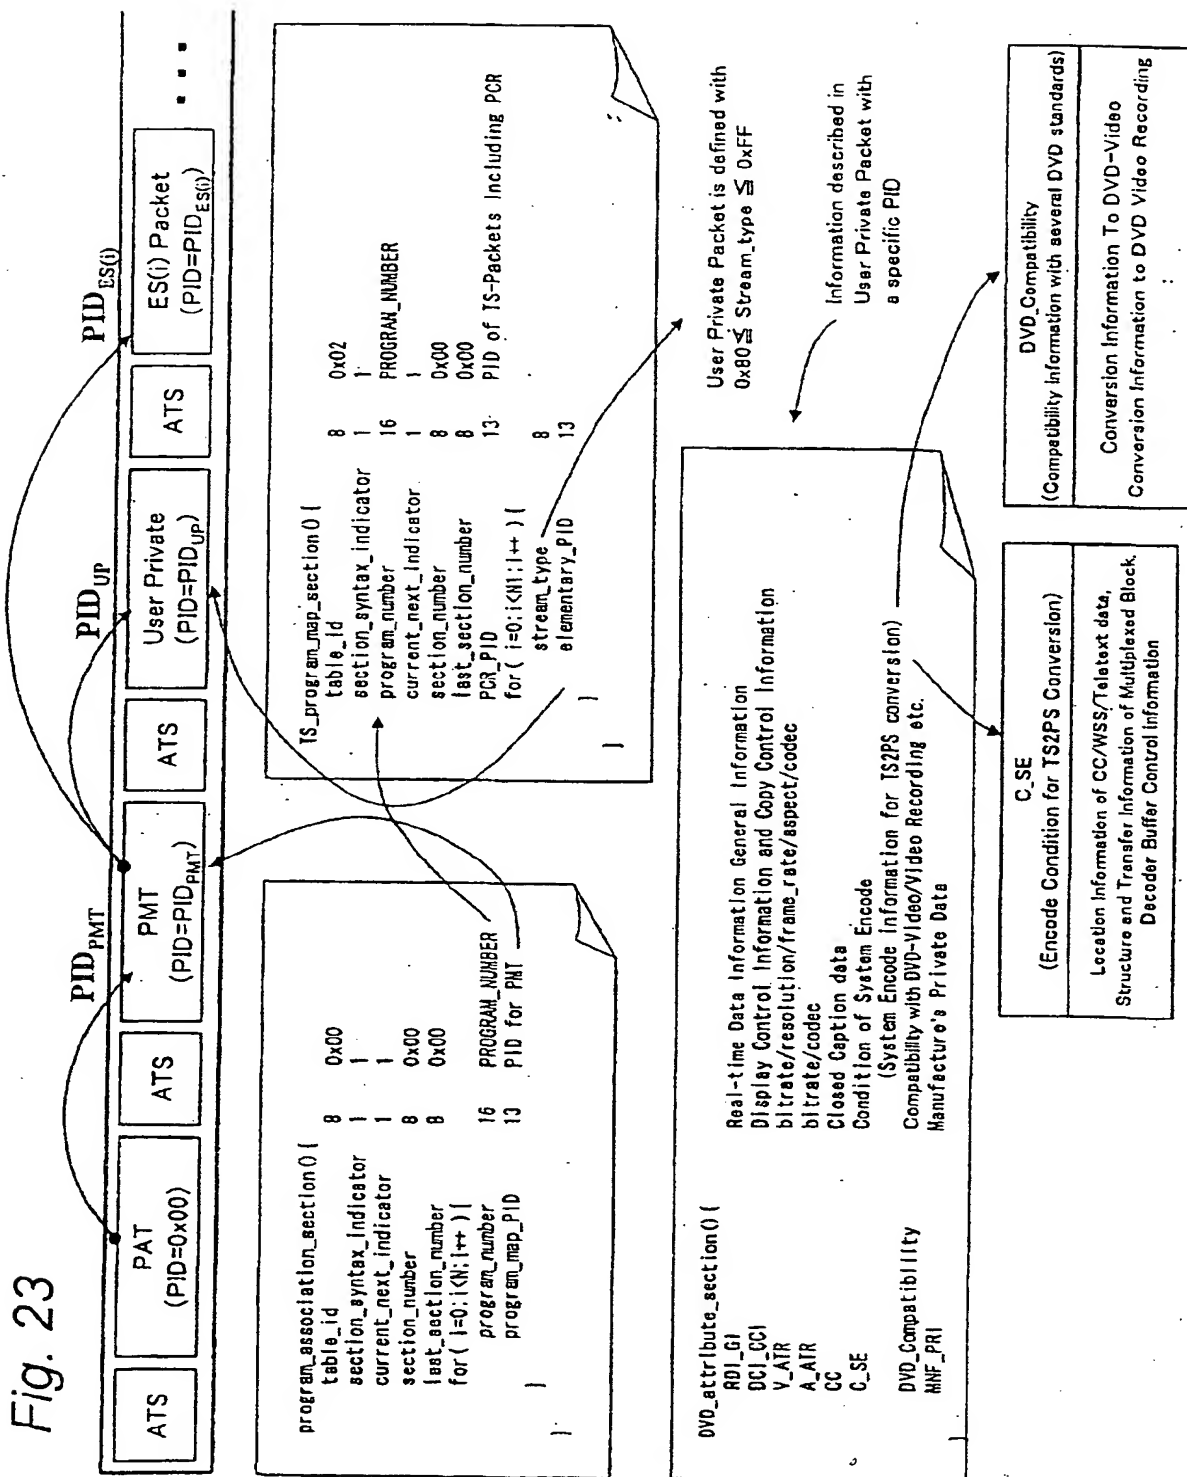 Fig. 23
PID_PMT
PID_UP
PID_ES(i)
ATS
PAT
(PID=0x00)
ATS
PMT
(PID=PID_PMT)
ATS
User Private
(PID=PID_UP)
ATS
ES(i) Packet
(PID=PID_ES(i))
...
program_association_section() {
table_id 8 0x00
section_syntax_indicator 1 1
current_next_indicator 1 1
section_number 8 0x00
last_section_number 8 0x00
for( i=0;i<N;i++ ){
program_number 16 PROGRAM_NUMBER
program_map_PID 13 PID for PMT
}
TS_program_map_section() {
table_id 8 0x02
section_syntax_indicator 1 1
program_number 16 PROGRAN_NUMBER
current_next_indicator 1 1
section_number 8 0x00
last_section_number 8 0x00
PCR_PID 13 PID of TS-Packets Including PCR
for( i=0;i<N1;i++ ) {
stream_type 8
elementary_PID 13
}
User Private Packet is defined with
0x80≦ Stream_type ≦ 0xFF
Information described in
User Private Packet with
a specific PID
DVD_attribute_section() {
RDI_GI Real-time Data Information General Information
DCI_CCI Display Control Information and Copy Control Information
V_ATR bitrate/resolution/frame_rate/aspect/codec
A_ATR bitrate/codec
CC Closed Caption data
C_SE Condition of System Encode
(System Encode Information for TS2PS conversion)
DVD_Compatibility Compatibility with DVD-Video/Video Recording etc.
MNF_PRI Manufacture's Private Data
}
C_SE
(Encode Condition for TS2PS Conversion)
Location Information of CC/WSS/Teletext data,
Structure and Transfer Information of Multiplexed Block,
Decoder Buffer Control Information
DVD_Compatibility
(Compatibility Information with several DVD standards)
Conversion Information To DVD-Video
Conversion Information to DVD Video Recording